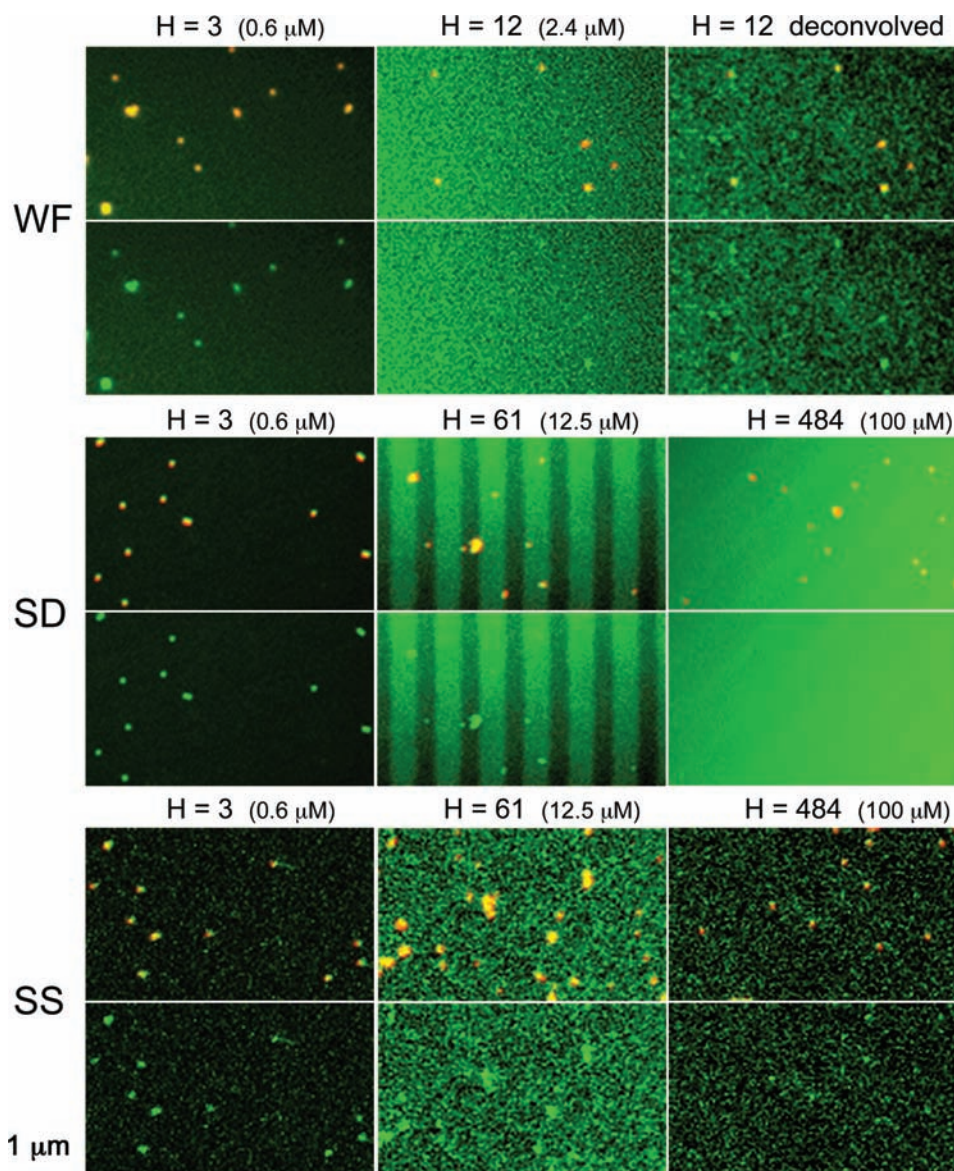 H = 3 (0.6 μM) H = 12 (2.4 μM) H = 12 deconvolved
WF
H = 3 (0.6 μM) H = 61 (12.5 μM) H = 484 (100 μM)
SD
H = 3 (0.6 μM) H = 61 (12.5 μM) H = 484 (100 μM)
SS
1 μm